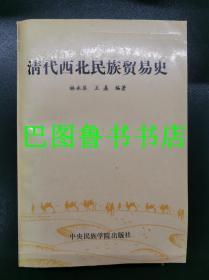 清代西北民族贸易史
林永匡 王熹 编著
巴图鲁书书店
中央民族学院出版社